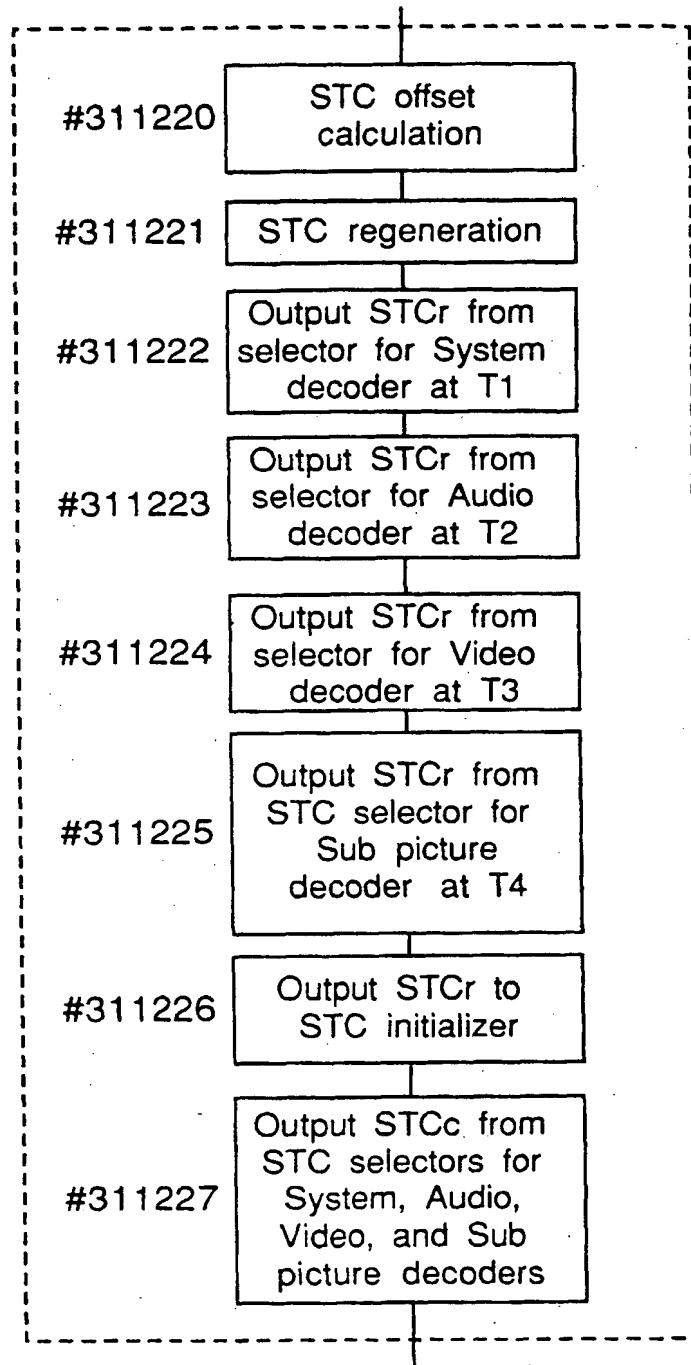 #311220
STC offset
calculation
#311221
STC regeneration
#311222
Output STCr from
selector for System
decoder at T1
#311223
Output STCr from
selector for Audio
decoder at T2
#311224
Output STCr from
selector for Video
decoder at T3
#311225
Output STCr from
STC selector for
Sub picture
decoder at T4
#311226
Output STCr to
STC initializer
#311227
Output STCc from
STC selectors for
System, Audio,
Video, and Sub
picture decoders